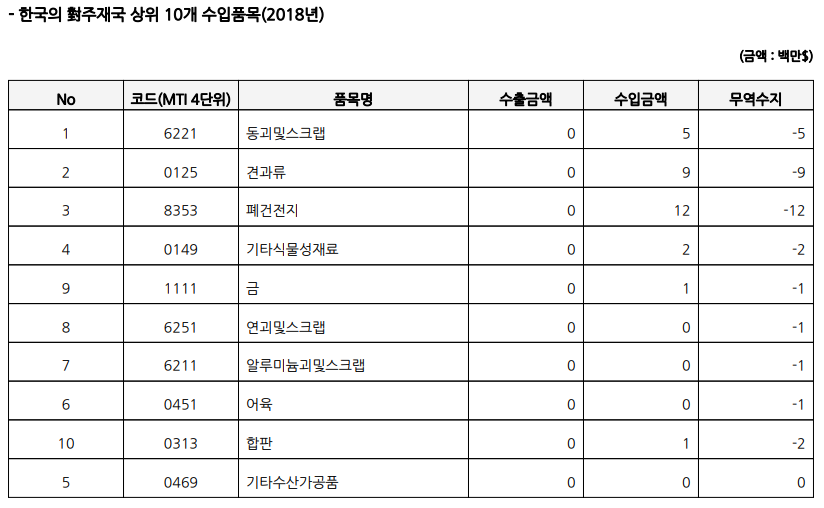 - 한국의 對주재국 상위 10개 수입품목(2018년)
(금액 : 백만$)
No 코드(MTI 4단위) 품목명 수출금액 수입금액 무역수지
1 6221 동괴및스크랩 0 5 -5
2 0125 견과류 0 9 -9
3 8353 폐건전지 0 12 -12
4 0149 기타식물성재료 0 2 -2
9 1111 금 0 1 -1
8 6251 연괴및스크랩 0 0 -1
7 6211 알루미늄괴및스크랩 0 0 -1
6 0451 어육 0 0 -1
10 0313 합판 0 1 -2
5 0469 기타수산가공품 0 0 0